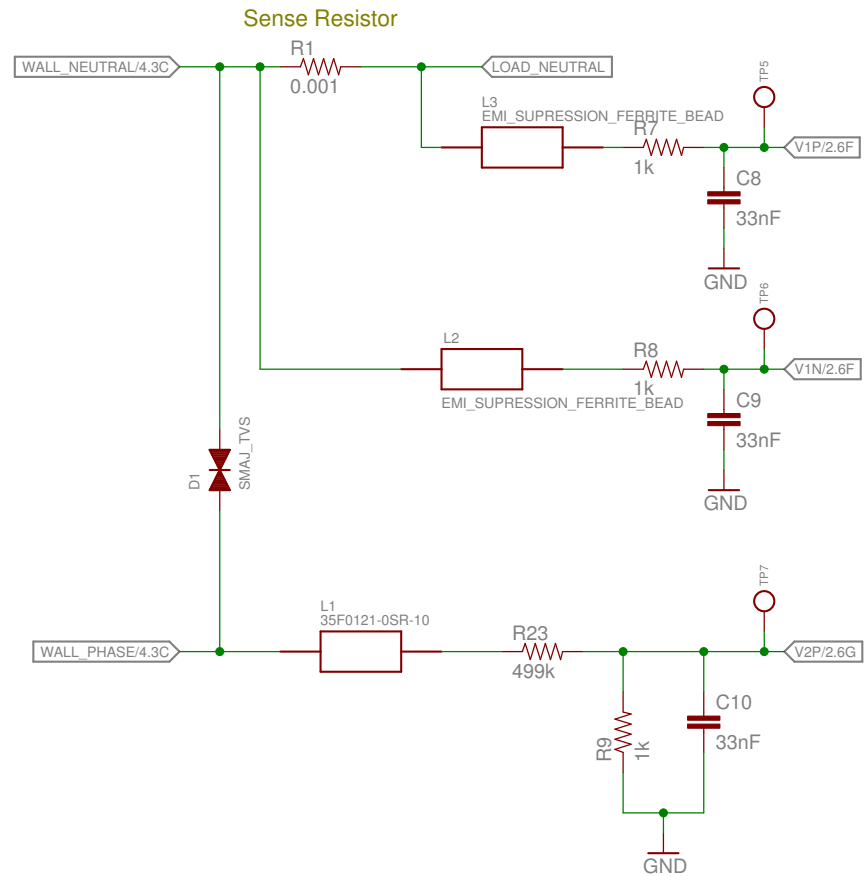 Sense Resistor
WALL_NEUTRAL/4.3C
R1
0.001
LOAD_NEUTRAL
TP5
L3
EMI_SUPRESSION_FERRITE_BEAD
R7
1k
V1P/2.6F
C8
33nF
GND
TP6
L2
EMI_SUPRESSION_FERRITE_BEAD
R8
1k
V1N/2.6F
C9
33nF
GND
D1
SMAJ_TVS
TP7
WALL_PHASE/4.3C
L1
35F0121-0SR-10
R23
499k
V2P/2.6G
R9
1k
C10
33nF
GND